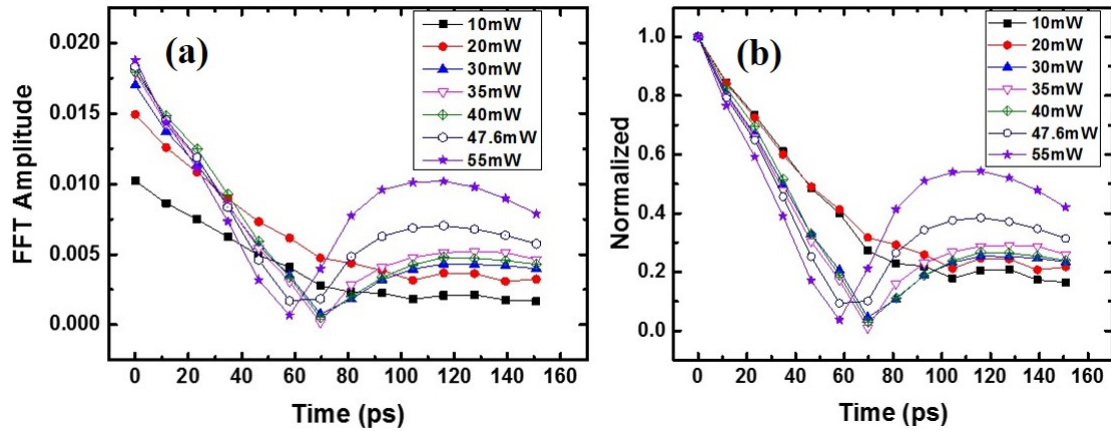 (a)
10mW
20mW
30mW
35mW
40mW
47.6mW
55mW
FFT Amplitude
0.020
0.015
0.010
0.005
0.000
0 20 40 60 80 100 120 140 160
Time (ps)
(b)
10mW
20mW
30mW
35mW
40mW
47.6mW
55mW
Normalized
1.0
0.8
0.6
0.4
0.2
0.0
0 20 40 60 80 100 120 140 160
Time (ps)